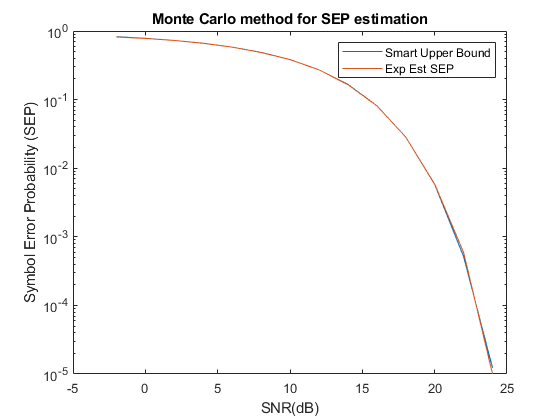 Monte Carlo method for SEP estimation
Smart Upper Bound
Exp Est SEP
Symbol Error Probability (SEP)
10^0
10^-1
10^-2
10^-3
10^-4
10^-5
-5 0 5 10 15 20 25
SNR(dB)